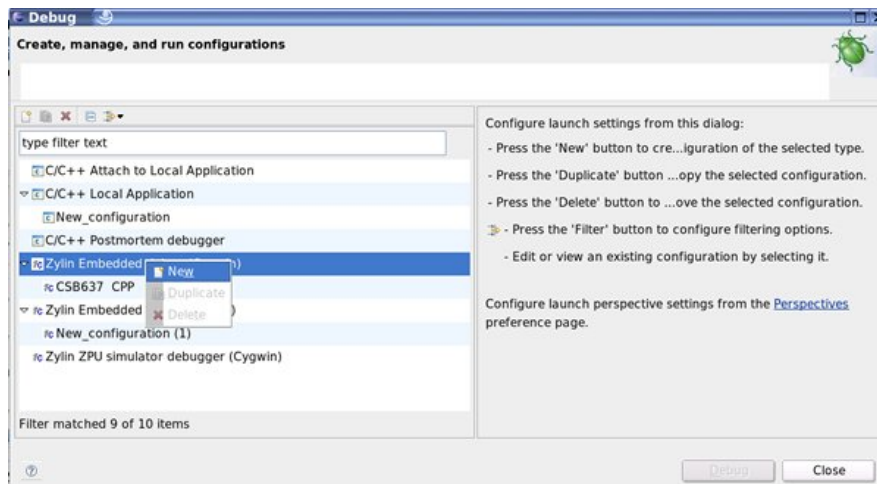 Debug
Create, manage, and run configurations
type filter text
C/C++ Attach to Local Application
C/C++ Local Application
New_configuration
C/C++ Postmortem debugger
Zylin Embedded n)
New
CSB637 CPP
Duplicate
Zylin Embedded )
Delete
New_configuration (1)
Zylin ZPU simulator debugger (Cygwin)
Filter matched 9 of 10 items
Configure launch settings from this dialog:
- Press the 'New' button to cre...iguration of the selected type.
- Press the 'Duplicate' button ...opy the selected configuration.
- Press the 'Delete' button to ...ove the selected configuration.
- Press the 'Filter' button to configure filtering options.
- Edit or view an existing configuration by selecting it.
Configure launch perspective settings from the Perspectives
preference page.
Debug
Close